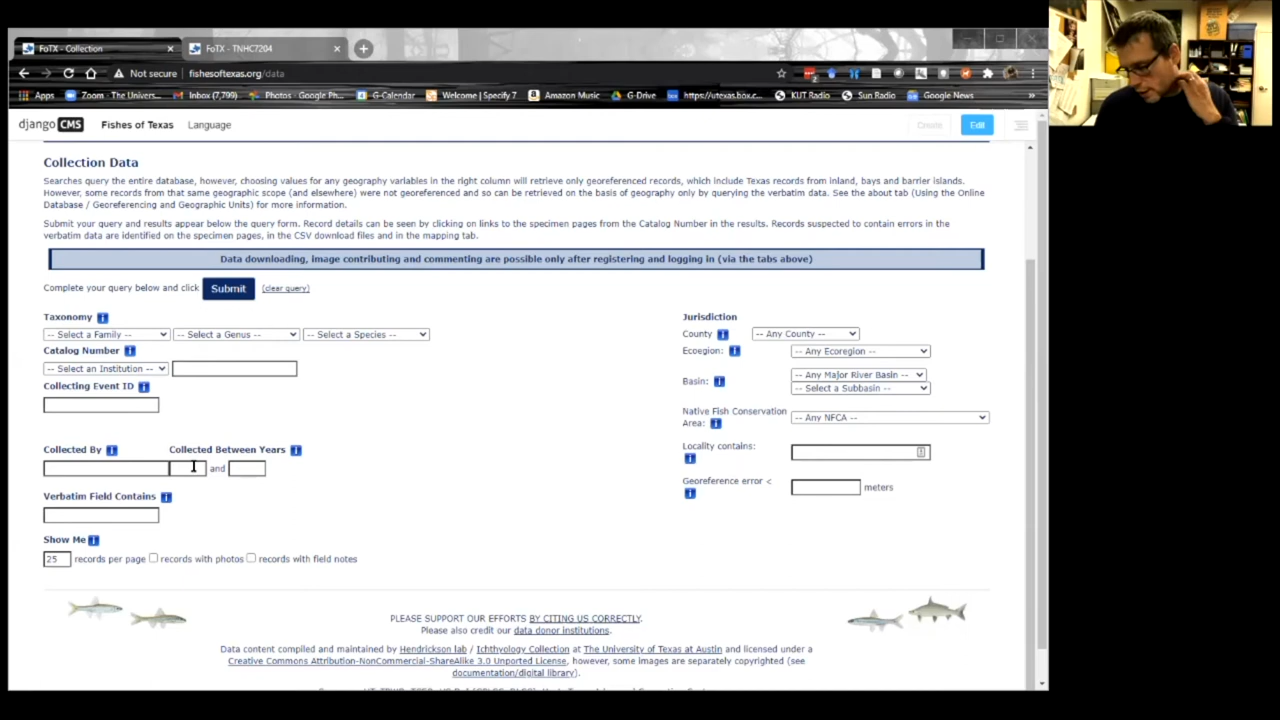 FoTX - Collection
FoTX - TNHC7204
Not secure fishesoftexas.org/data
Apps Zoom - The Univers... Inbox (7,799) Photos - Google Ph... G-Calendar Welcome | Specify 7 Amazon Music G-Drive https://utexas.box.c... KUT Radio Sun Radio Google News »
django CMS Fishes of Texas Language Create Edit
Collection Data
Searches query the entire database, however, choosing values for any geography variables in the right column will retrieve only georeferenced records, which include Texas records from inland, bays and barrier islands.
However, some records from that same geographic scope (and elsewhere) were not georeferenced and so can be retrieved on the basis of geography only by querying the verbatim data. See the about tab (Using the Online
Database / Georeferencing and Geographic Units) for more information.
Submit your query and results appear below the query form. Record details can be seen by clicking on links to the specimen pages from the Catalog Number in the results. Records suspected to contain errors in the
verbatim data are identified on the specimen pages, in the CSV download files and in the mapping tab.
Data downloading, image contributing and commenting are possible only after registering and logging in (via the tabs above)
Complete your query below and click Submit (clear query)
Taxonomy
-- Select a Family -- -- Select a Genus -- -- Select a Species --
Catalog Number
-- Select an Institution --
Collecting Event ID
Collected By Collected Between Years
and
Verbatim Field Contains
Show Me
25 records per page records with photos records with field notes
Jurisdiction
County -- Any County --
Ecoegion: -- Any Ecoregion --
Basin: -- Any Major River Basin --
-- Select a Subbasin --
Native Fish Conservation
Area: -- Any NFCA --
Locality contains:
Georeference error < meters
PLEASE SUPPORT OUR EFFORTS BY CITING US CORRECTLY.
Please also credit our data donor institutions.
Data content compiled and maintained by Hendrickson lab / Ichthyology Collection at The University of Texas at Austin and licensed under a
Creative Commons Attribution-NonCommercial-ShareAlike 3.0 Unported License, however, some images are separately copyrighted (see
documentation/digital library).